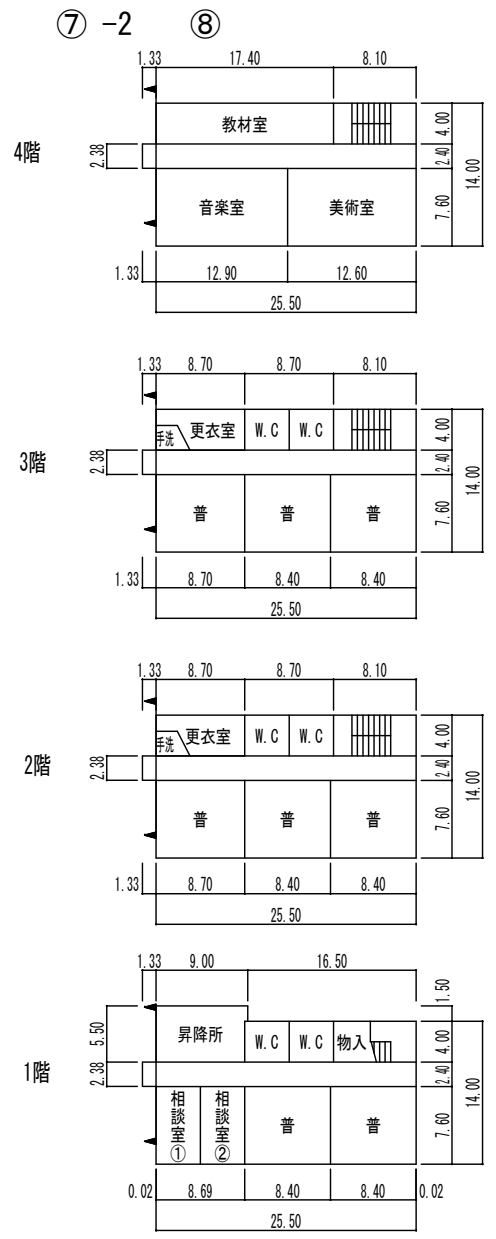 ⑦ -2 ⑧
1.33 17.40 8.10
4階
教材室
音楽室 美術室
2.38
4.00
2.40
7.60
14.00
1.33 12.90 12.60
25.50
1.33 8.70 8.70 8.10
3階
手洗 更衣室 W.C W.C
普 普 普
2.38
4.00
2.40
7.60
14.00
1.33 8.70 8.40 8.40
25.50
1.33 8.70 8.70 8.10
2階
手洗 更衣室 W.C W.C
普 普 普
2.38
4.00
2.40
7.60
14.00
1.33 8.70 8.40 8.40
25.50
1.33 9.00 16.50
1階
昇降所 W.C W.C 物入
相談室① 相談室② 普 普
5.50
2.38
1.50
4.00
2.40
7.60
14.00
0.02 8.69 8.40 8.40 0.02
25.50